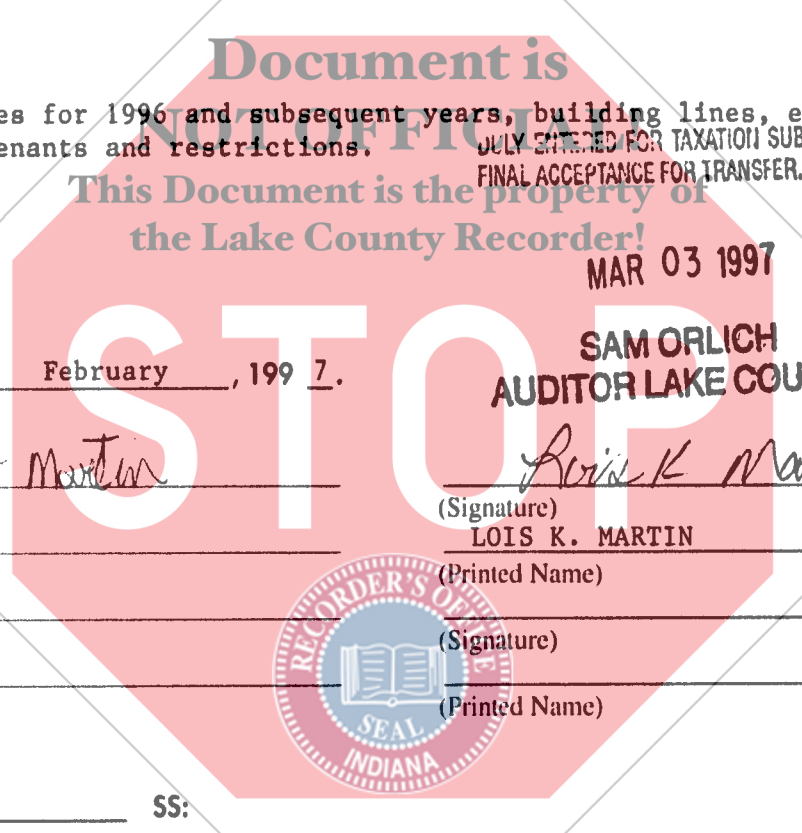 Document is
NOT OFFICIAL
This Document is the property of
the Lake County Recorder!
es for 1996 and subsequent years, building lines, e
enants and restrictions.
DULY ENTERED FOR TAXATION SUB
FINAL ACCEPTANCE FOR TRANSFER.
MAR 03 1997
SAM ORLICH
AUDITOR LAKE COU
STOP
February , 199 7.
Martin
Lois K Ma
(Signature)
LOIS K. MARTIN
(Printed Name)
(Signature)
(Printed Name)
RECORDER'S OFFICE
SEAL
INDIANA
SS: